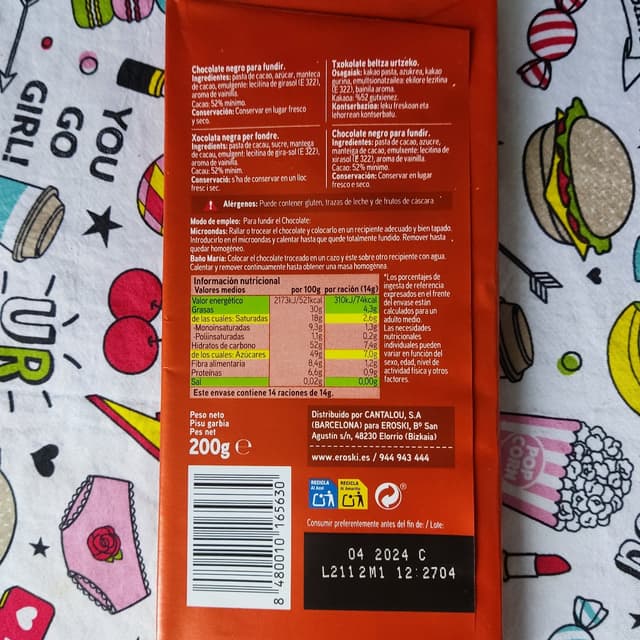 Chocolate negro para fundir.
Ingredientes: pasta de cacao, azúcar, manteca
de cacao, emulgente: lecitina de girasol (E 322),
aroma de vainilla.
Cacao: 52% mínimo.
Conservación: Conservar en lugar fresco
y seco.
Txokolate beltza urtzeko.
Osagaiak: kakao pasta, azukrea, kakao
gurina, emultsionatzailea: ekilore lezitina
(E 322), bainila aroma.
Kakaoa: %52 gutxienez.
Kontserbazioa: leku freskoan eta
lehorrean kontserbatu.
Xocolata negra per fondre.
Ingredients: pasta de cacau, sucre, mantega
de cacau, emulgent: lecitina de gira-sol (E 322),
aroma de vainilla.
Cacau: 52% mínim.
Conservació: s'ha de conservar en un lloc
fresc i sec.
Chocolate negro para fundir.
Ingredientes: pasta de cacao, azucre,
manteiga de cacao, emulxente: lecitina de
xirasol (E 322), aroma de vainilla.
Cacao: 52% mínimo.
Conservación: Conservar en lugar
fresco e seco.
Alérgenos: Puede contener gluten, trazas de leche y de frutos de cáscara
Modo de empleo: Para fundir el Chocolate:
Microondas: Rallar o trocear el chocolate y colocarlo en un recipiente adecuado y bien tapado.
Introducirlo en el microondas y calentar hasta que quede totalmente fundido. Remover hasta
quedar homogéneo.
Baño María: Colocar el chocolate troceado en un cazo y éste sobre otro recipiente con agua.
Calentar y remover continuamente hasta obtener una masa homogénea.
Información nutricional
Valores medios por 100g por ración (14g)
Valor energético 2173kJ/521kcal 310kJ/74kcal
Grasas 30g 4,3g
de las cuales: Saturadas 18g 2,6g
-Monoinsaturadas 9,3g 1,3g
-Poliinsaturadas 1,1g 0,2g
Hidratos de carbono 52g 7,4g
de los cuales: Azúcares 49g 7,0g
Fibra alimentaria 8,4g 1,2g
Proteínas 6,6g 0,9g
Sal 0,02g 0,00g
Este envase contiene 14 raciones de 14g.
*Los porcentajes de
ingesta de referencia
expresados en el frente
del envase están
calculados para un
adulto medio.
Las necesidades
nutricionales
individuales pueden
variar en función del
sexo, edad, nivel de
actividad física y otros
factores.
Peso neto
Pisu garbia
Pes net
200g ℮
Distribuido por CANTALOU, S.A
(BARCELONA) para EROSKI, Bº San
Agustín s/n, 48230 Elorrio (Bizkaia)
www.eroski.es / 944 943 444
RECICLA
Al Azul
RECICLA
Al Amarillo
Consumir preferentemente antes del fin de: / Lote:
04 2024 C
L2112M1 12:2704
8 480010 165630
YOU
GO
GIRL!
UR
POP
CORN